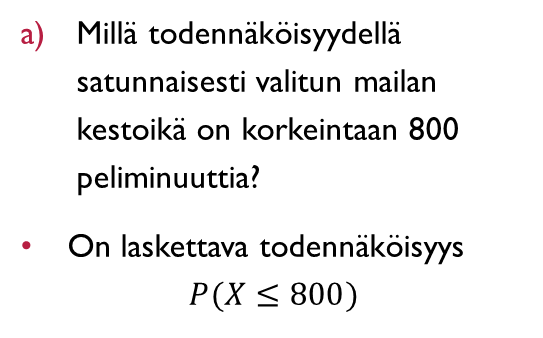 a) Millä todennäköisyydellä
satunnaisesti valitun mailan
kestoikä on korkeintaan 800
peliminuuttia?
• On laskettava todennäköisyys
P(X ≤ 800)